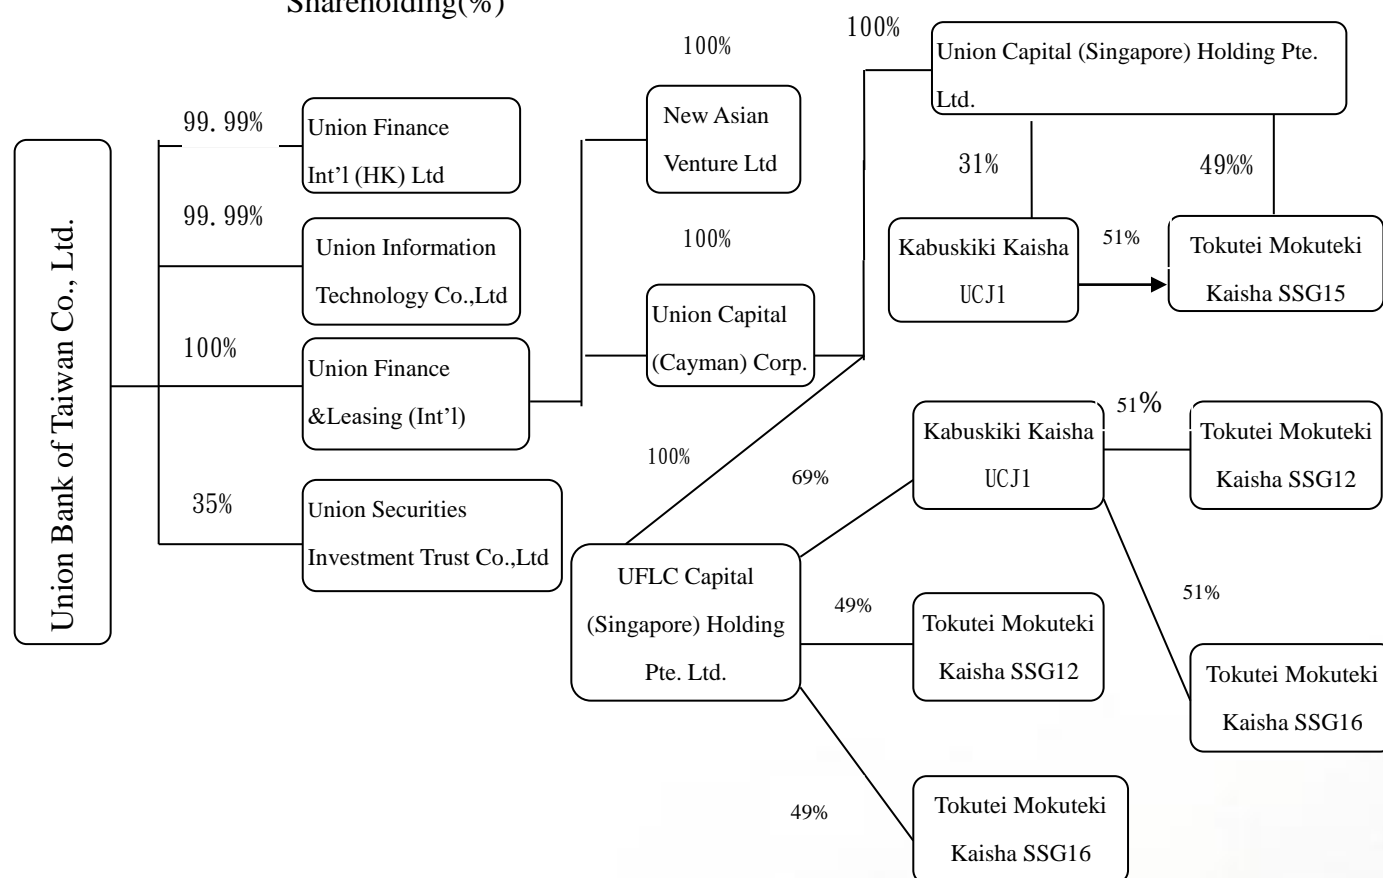 Shareholding(%)
Union Bank of Taiwan Co., Ltd.
99.99%
Union Finance
Int'l (HK) Ltd
99.99%
Union Information
Technology Co.,Ltd
100%
Union Finance
&Leasing (Int'l)
35%
Union Securities
Investment Trust Co.,Ltd
100%
New Asian
Venture Ltd
100%
Union Capital
(Cayman) Corp.
100%
Union Capital (Singapore) Holding Pte.
Ltd.
31%
49%%
Kabuskiki Kaisha
UCJ1
51%
Tokutei Mokuteki
Kaisha SSG15
100%
UFLC Capital
(Singapore) Holding
Pte. Ltd.
69%
Kabuskiki Kaisha
UCJ1
51%
Tokutei Mokuteki
Kaisha SSG12
51%
Tokutei Mokuteki
Kaisha SSG16
49%
Tokutei Mokuteki
Kaisha SSG12
49%
Tokutei Mokuteki
Kaisha SSG16